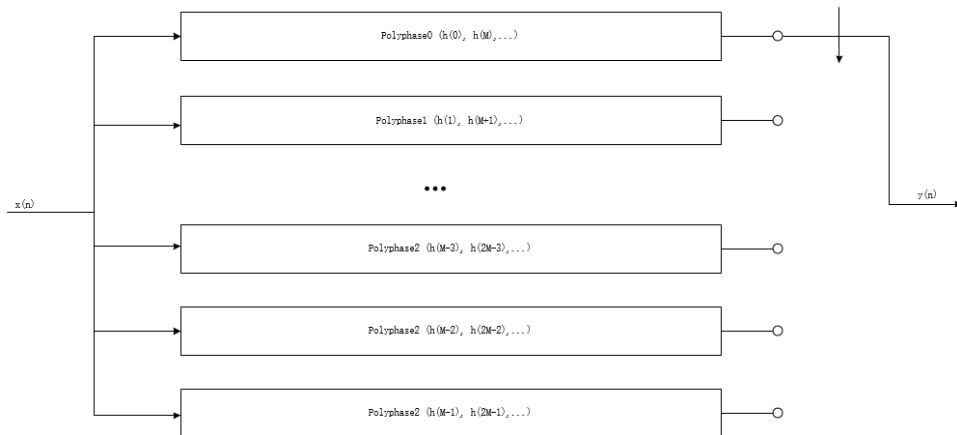 Polyphase0 (h(0), h(M),...)
Polyphase1 (h(1), h(M+1),...)
...
x(n)
y(n)
Polyphase2 (h(M-3), h(2M-3),...)
Polyphase2 (h(M-2), h(2M-2),...)
Polyphase2 (h(M-1), h(2M-1),...)